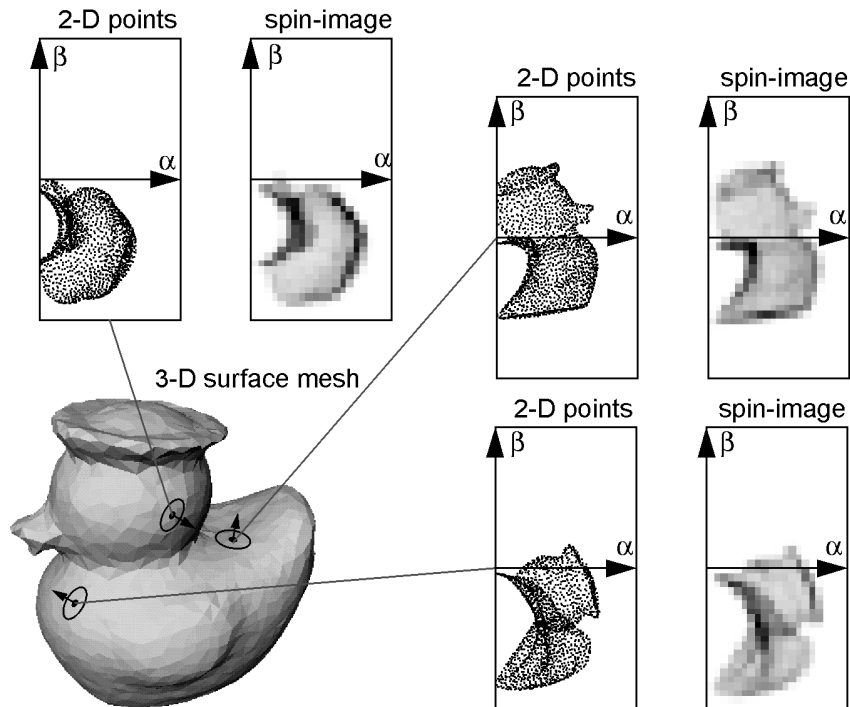 2-D points spin-image
β
α
α
2-D points spin-image
β
β
α
α
3-D surface mesh
2-D points spin-image
β
β
α
α